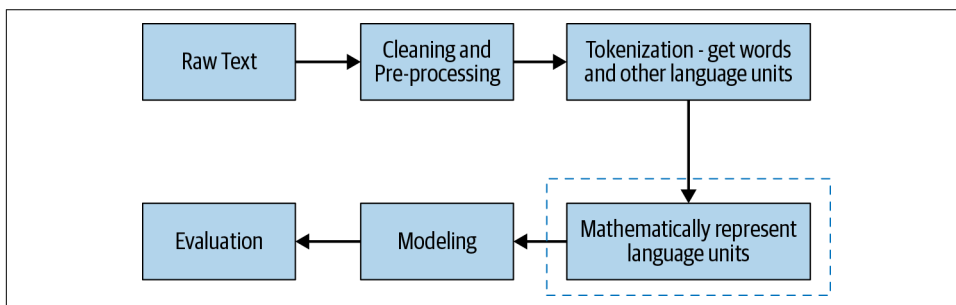 Raw Text
Cleaning and
Pre-processing
Tokenization - get words
and other language units
Mathematically represent
language units
Modeling
Evaluation